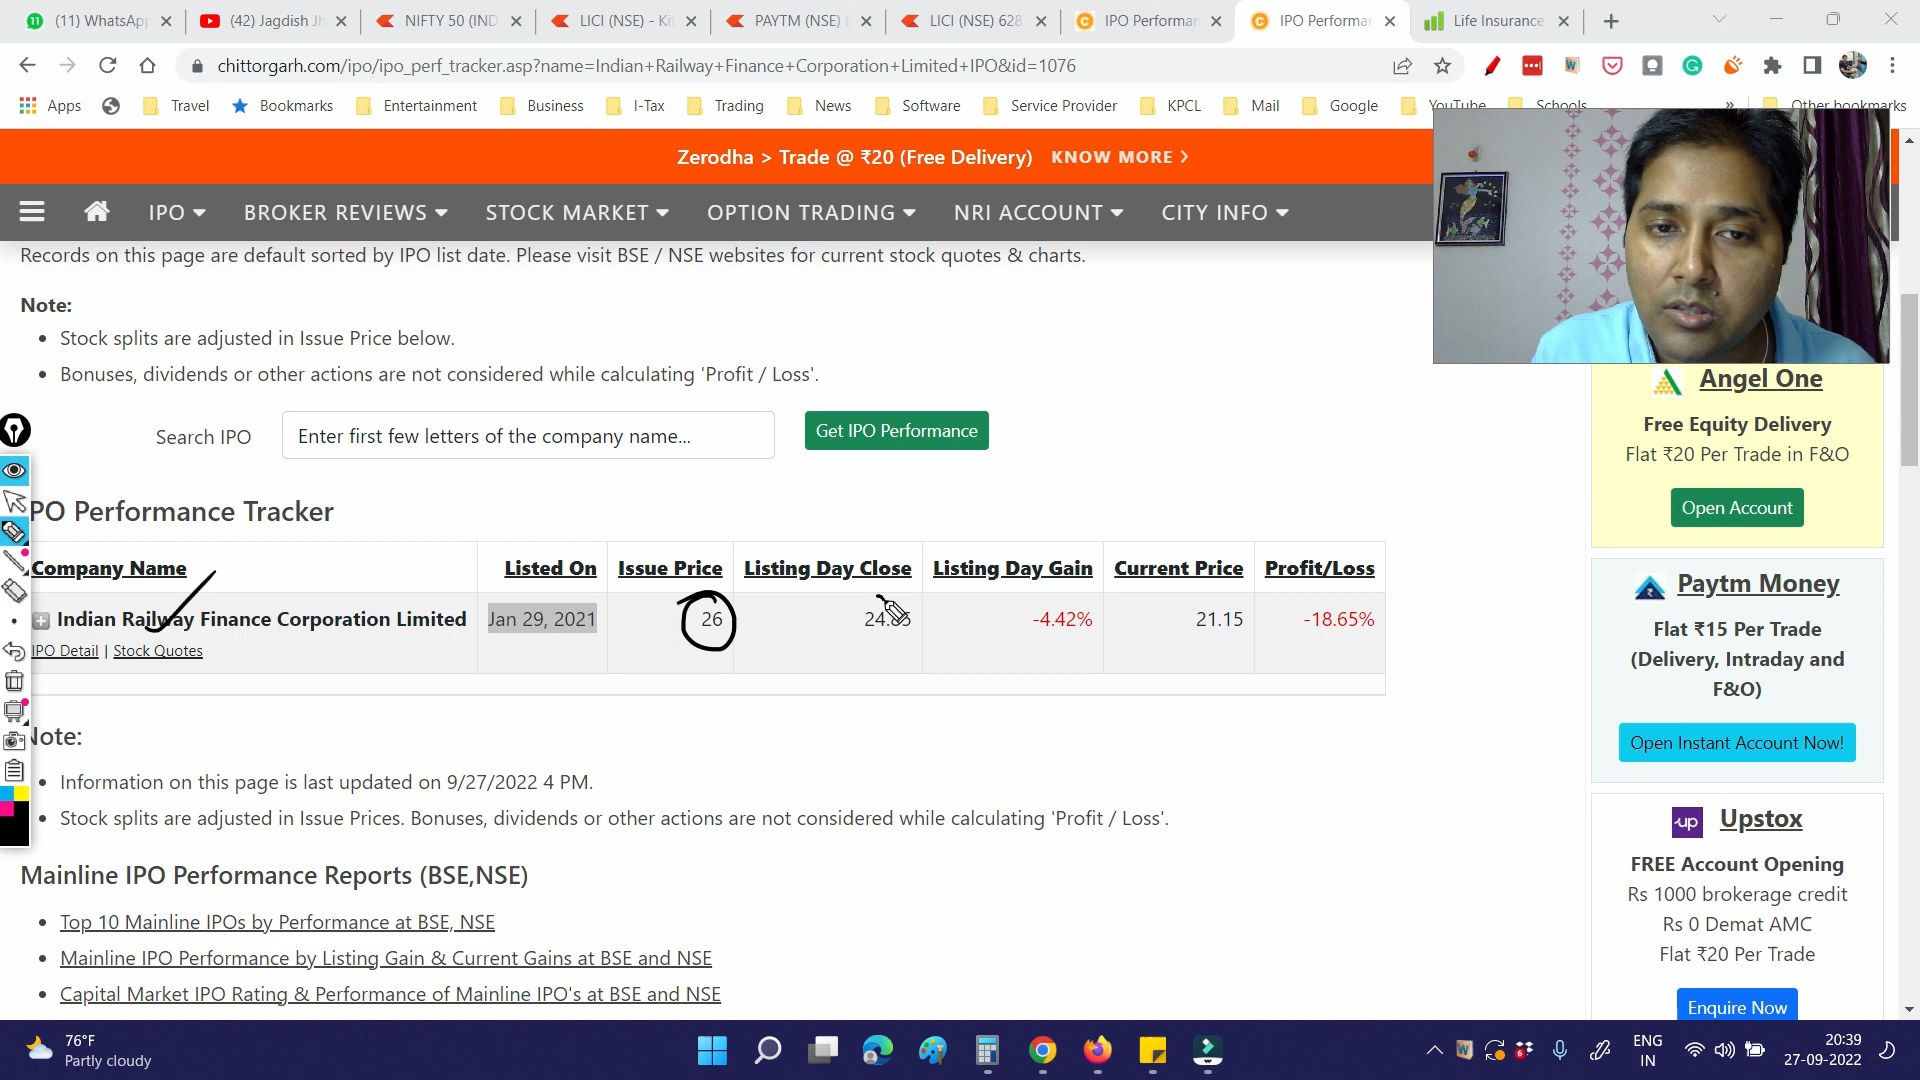 (11) WhatsApp
(42) Jagdish Jh
NIFTY 50 (IND
LICI (NSE) - Kit
PAYTM (NSE) 6
LICI (NSE) 628
IPO Performan
IPO Performan
Life Insurance
chittorgarh.com/ipo/ipo_perf_tracker.asp?name=Indian+Railway+Finance+Corporation+Limited+IPO&id=1076
Apps
Travel
Bookmarks
Entertainment
Business
I-Tax
Trading
News
Software
Service Provider
KPCL
Mail
Google
YouTube
Schools
»
Other bookmarks
Zerodha > Trade @ ₹20 (Free Delivery) KNOW MORE >
IPO BROKER REVIEWS STOCK MARKET OPTION TRADING NRI ACCOUNT CITY INFO
Records on this page are default sorted by IPO list date. Please visit BSE / NSE websites for current stock quotes & charts.
Note:
• Stock splits are adjusted in Issue Price below.
• Bonuses, dividends or other actions are not considered while calculating 'Profit / Loss'.
Search IPO Enter first few letters of the company name... Get IPO Performance
PO Performance Tracker
Company Name Listed On Issue Price Listing Day Close Listing Day Gain Current Price Profit/Loss
Indian Railway Finance Corporation Limited Jan 29, 2021 26 24.85 -4.42% 21.15 -18.65%
IPO Detail | Stock Quotes
Note:
• Information on this page is last updated on 9/27/2022 4 PM.
• Stock splits are adjusted in Issue Prices. Bonuses, dividends or other actions are not considered while calculating 'Profit / Loss'.
Mainline IPO Performance Reports (BSE,NSE)
• Top 10 Mainline IPOs by Performance at BSE, NSE
• Mainline IPO Performance by Listing Gain & Current Gains at BSE and NSE
• Capital Market IPO Rating & Performance of Mainline IPO's at BSE and NSE
Angel One
Free Equity Delivery
Flat ₹20 Per Trade in F&O
Open Account
Paytm Money
Flat ₹15 Per Trade
(Delivery, Intraday and
F&O)
Open Instant Account Now!
up Upstox
FREE Account Opening
Rs 1000 brokerage credit
Rs 0 Demat AMC
Flat ₹20 Per Trade
Enquire Now
76°F
Partly cloudy
ENG
IN
20:39
27-09-2022